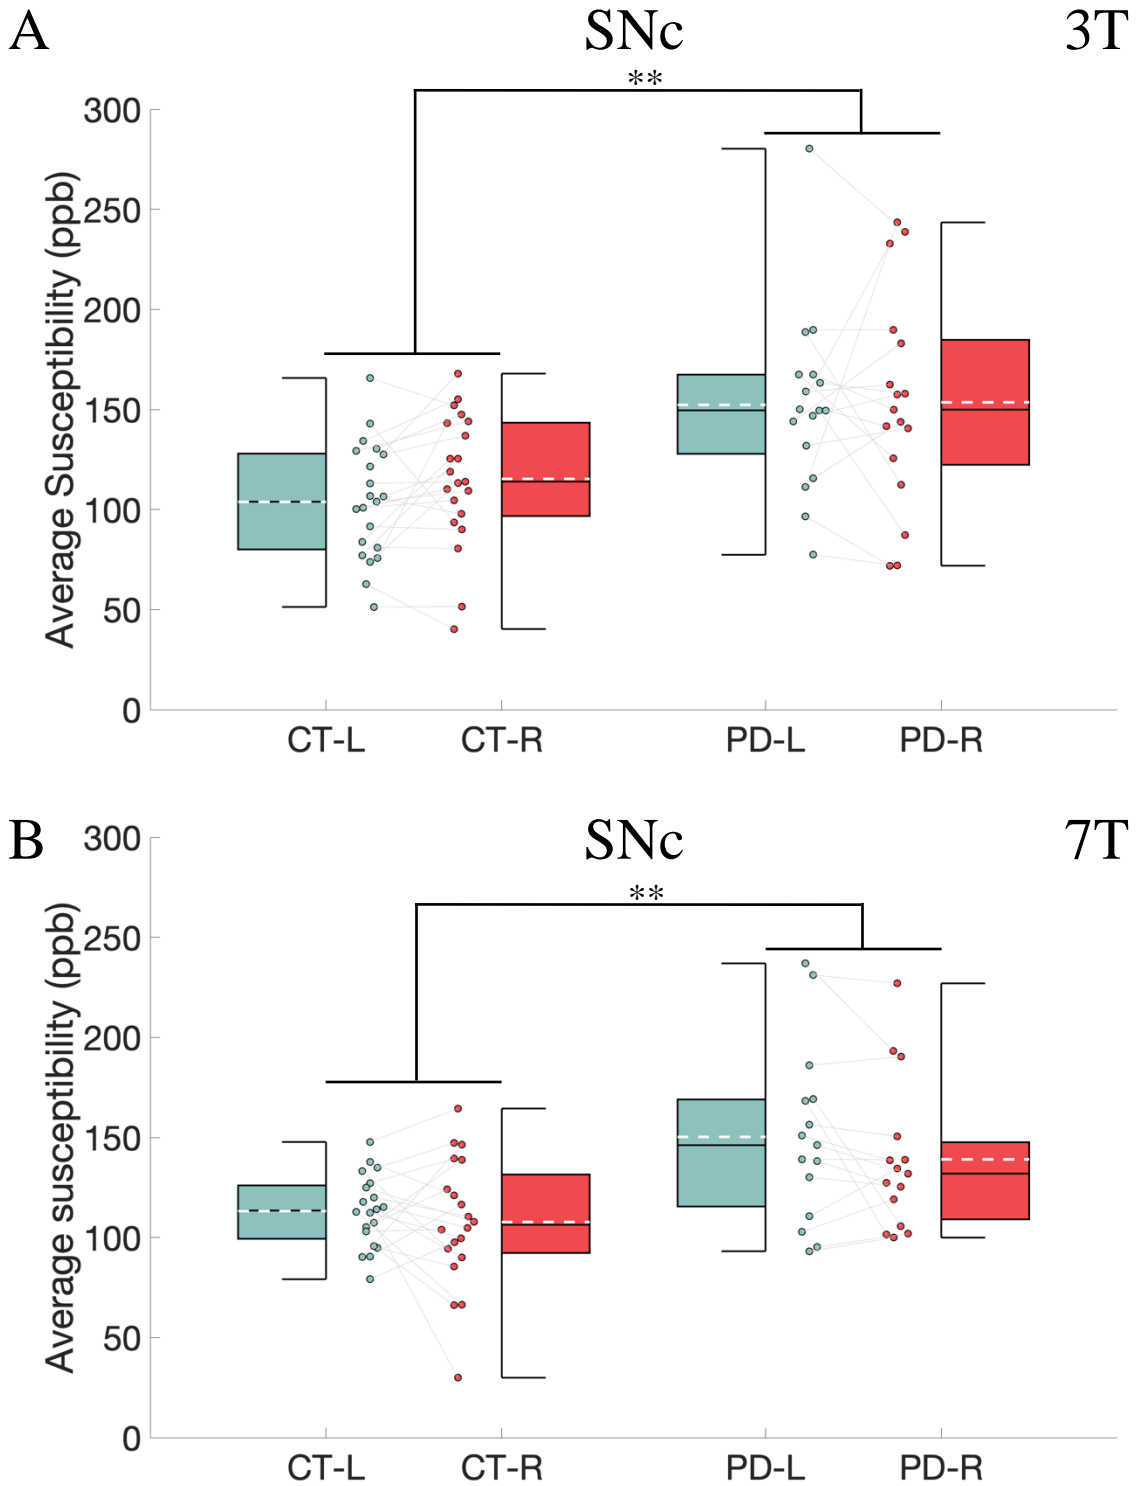 A SNc 3T
**
300
250
200
150
100
50
0
Average Susceptibility (ppb)
CT-L CT-R PD-L PD-R
B SNc 7T
**
300
250
200
150
100
50
0
Average susceptibility (ppb)
CT-L CT-R PD-L PD-R